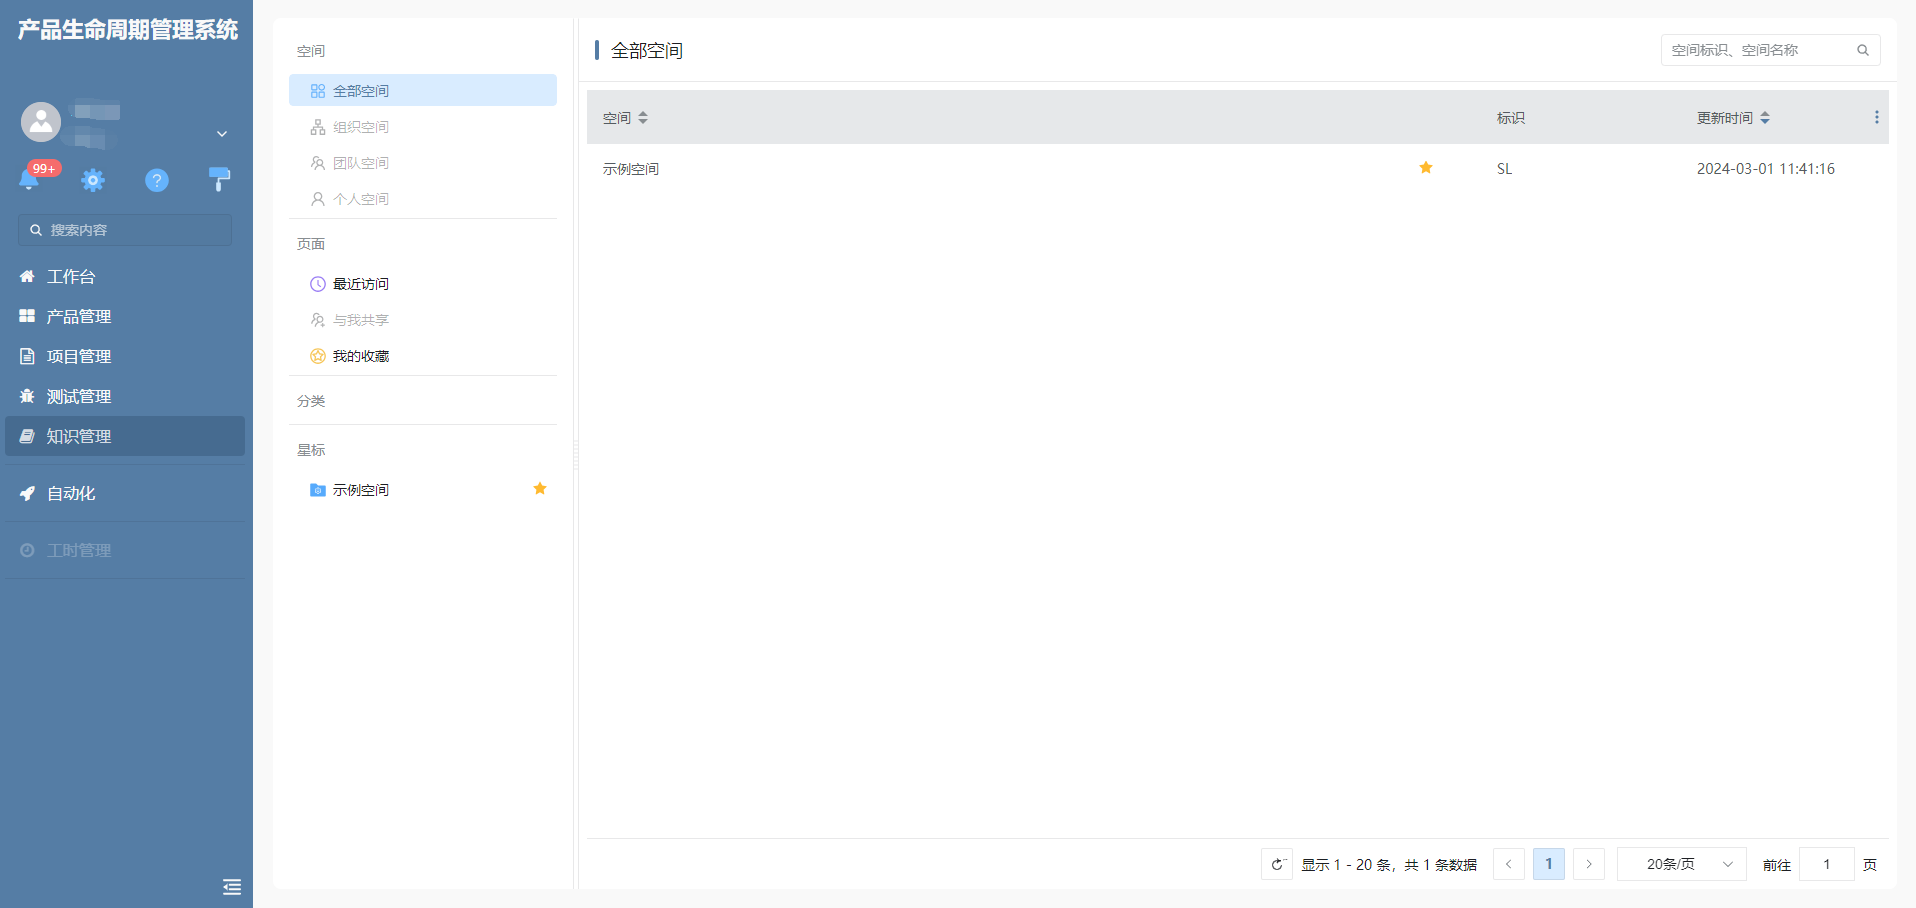 产品生命周期管理系统
99+
?
搜索内容
工作台
产品管理
项目管理
测试管理
知识管理
自动化
工时管理
空间
全部空间
组织空间
团队空间
个人空间
页面
最近访问
与我共享
我的收藏
分类
星标
示例空间
全部空间
空间标识、空间名称
空间 标识 更新时间
示例空间 SL 2024-03-01 11:41:16
显示 1 - 20 条，共 1 条数据 1 20条/页 前往 1 页